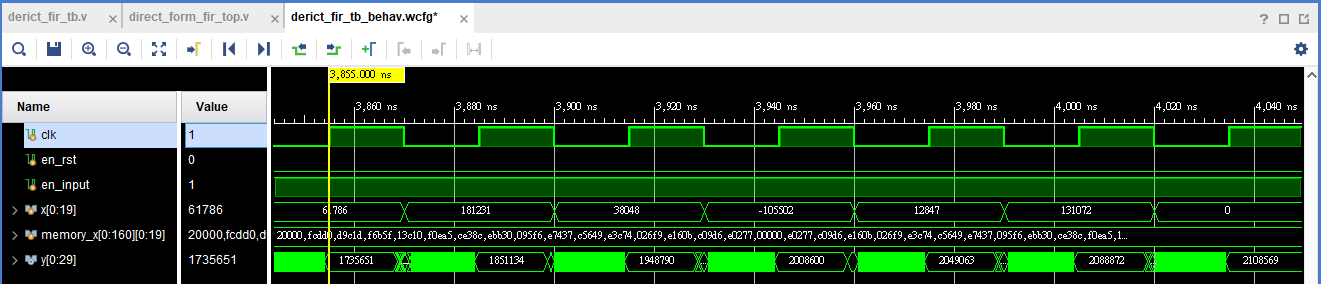 derict_fir_tb.v × direct_form_fir_top.v × derict_fir_tb_behav.wcfg* ×
3,855.000 ns
3,860 ns 3,880 ns 3,900 ns 3,920 ns 3,940 ns 3,960 ns 3,980 ns 4,000 ns 4,020 ns 4,040 ns
Name Value
clk 1
en_rst 0
en_input 1
x[0:19] 61786 61786 181231 38048 -105502 12847 131072 0
memory_x[0:160][0:19] 20000,fcdd0,d 20000,fcdd0,d9c1d,f6b5f,13c10,f0ea5,ce38c,ebb30,095f6,e7437,c5649,e3c74,026f9,e160b,c09d6,e0277,00000,e0277,c09d6,e160b,026f9,e3c74,c5649,e7437,095f6,ebb30,ce38c,f0ea5,1...
y[0:29] 1735651 1735651 1851134 1948790 2008600 2049063 2088872 2108569